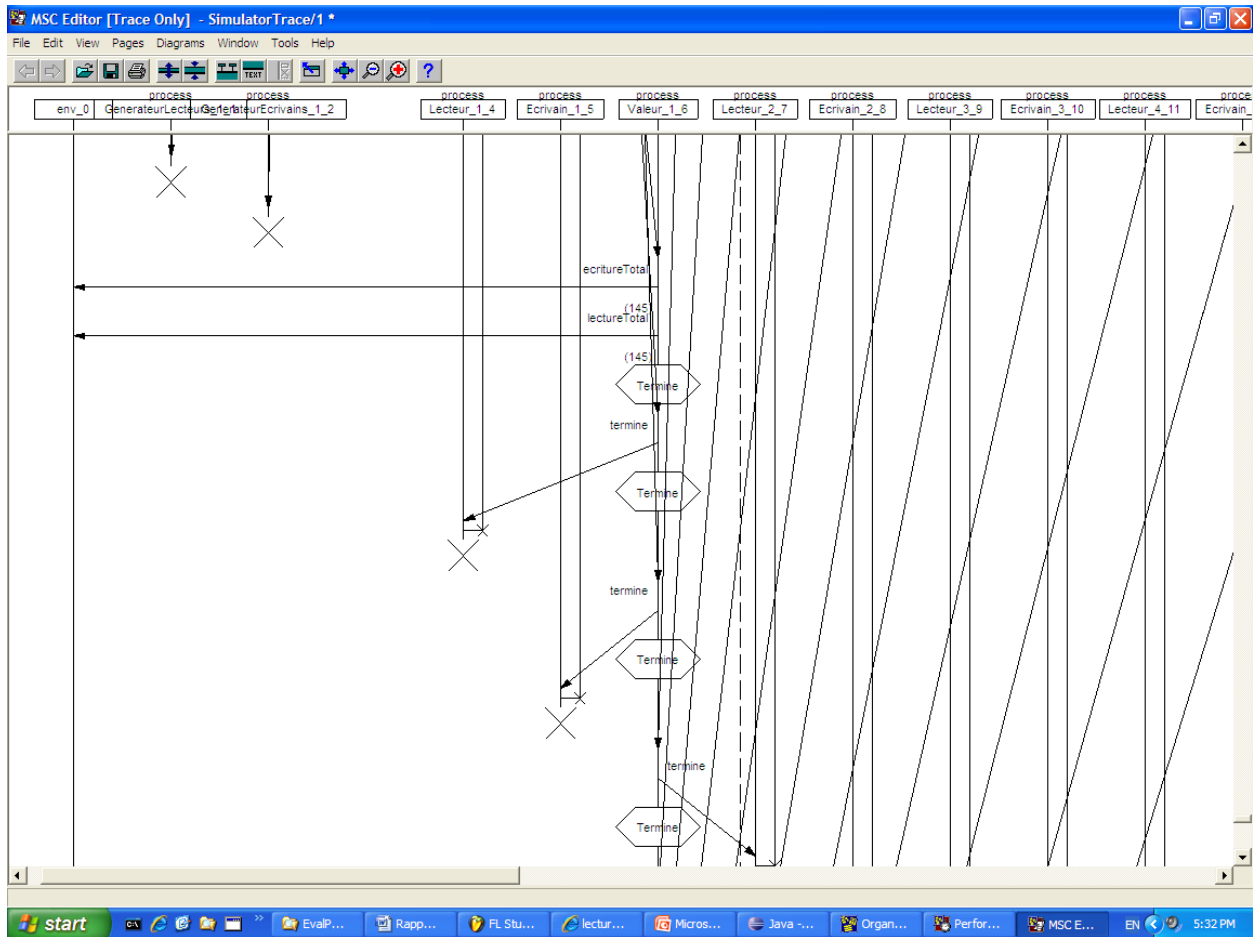 MSC Editor [Trace Only] - SimulatorTrace/1 *
File Edit View Pages Diagrams Window Tools Help
TEXT ?
process process process process process process process process process process proce
env_0 GenerateurLecteurs_1_1 GenerateurEcrivains_1_2 Lecteur_1_4 Ecrivain_1_5 Valeur_1_6 Lecteur_2_7 Ecrivain_2_8 Lecteur_3_9 Ecrivain_3_10 Lecteur_4_11 Ecrivain_
ecritureTotal
(145)
lectureTotal
(145)
Termine
termine
Termine
termine
Termine
termine
Termine
start EvalP... Rapp... FL Stu... lectur... Micros... Java -... Organ... Perfor... MSC E... EN 5:32 PM